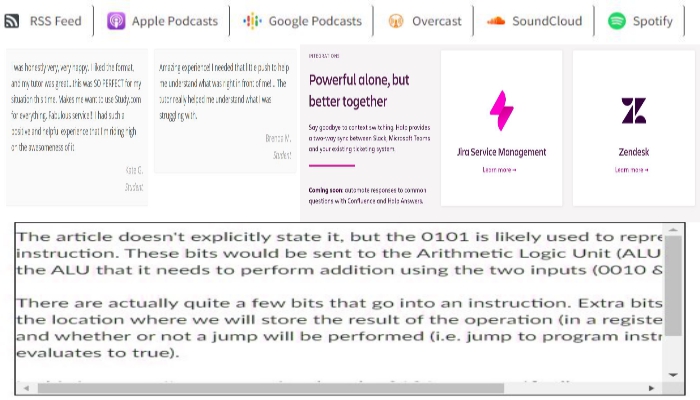 RSS Feed
Apple Podcasts
Google Podcasts
Overcast
SoundCloud
Spotify
I was honestly very, very happy. I liked the format,
and my tutor was great...this was SO PERFECT for my
situation this time. Makes me want to use Study.com
for everything. Fabulous service!! I had such a
positive and helpful experience that I'm riding high
on the awesomeness of it
Kate G.
Student
Amazing experience! I needed that little push to help
me understand what was right in front of me!.. The
tutor really helped me understand what I was
struggling with.
Brenda M.
Student
INTEGRATIONS
Powerful alone, but
better together
Say goodbye to context switching. Halp provides
a two-way sync between Slack, Microsoft Teams
and your existing ticketing system.
Coming soon: automate responses to common
questions with Confluence and Halp Answers.
Jira Service Management
Learn more →
Zendesk
Learn more →
The article doesn't explicitly state it, but the 0101 is likely used to repre
instruction. These bits would be sent to the Arithmetic Logic Unit (ALU
the ALU that it needs to perform addition using the two inputs (0010 &
There are actually quite a few bits that go into an instruction. Extra bits
the location where we will store the result of the operation (in a registe
and whether or not a jump will be performed (i.e. jump to program instr
evaluates to true).